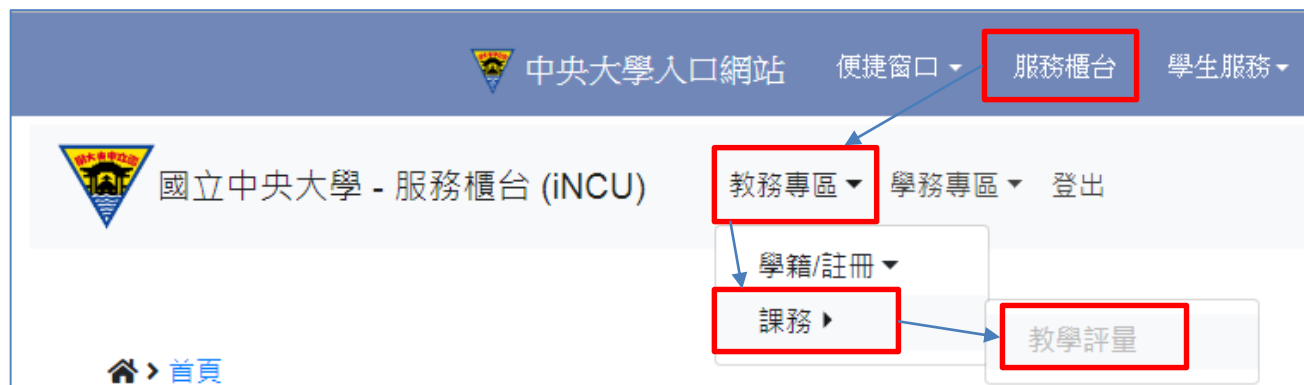 中央大學入口網站 便捷窗口 服務櫃台 學生服務
國立中央大學 - 服務櫃台 (iNCU) 教務專區 學務專區 登出
學籍/註冊
課務
教學評量
首頁